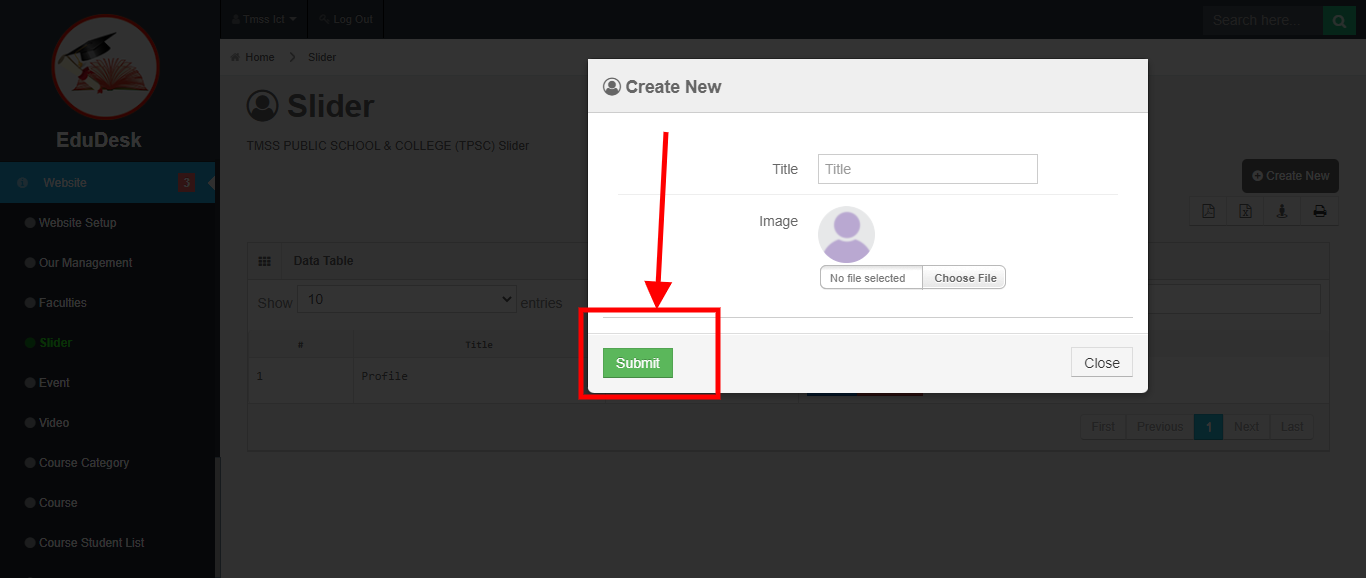 Tmss Ict
Log Out
Search here...
EduDesk
Home
Slider
Slider
TMSS PUBLIC SCHOOL & COLLEGE (TPSC) Slider
Website
3
Website Setup
Our Management
Faculties
Slider
Event
Video
Course Category
Course
Course Student List
Create New
Data Table
Show 10 entries
# Title
1 Profile
First Previous 1 Next Last
Create New
Title Title
Image
No file selected Choose File
Submit Close